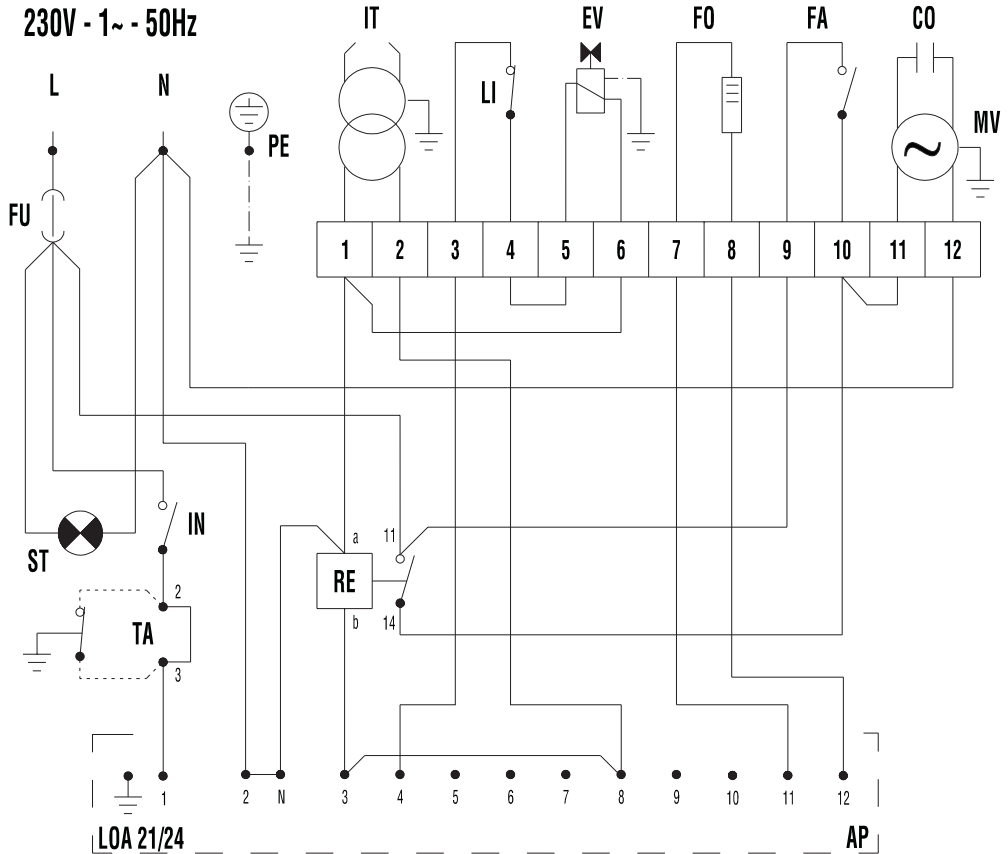 230V - 1~ - 50Hz
IT EV FO FA CO
L N LI
PE MV
FU
1 2 3 4 5 6 7 8 9 10 11 12
IN
a 11
ST
RE
2
b 14
TA
3
1 2 N 3 4 5 6 7 8 9 10 11 12
LOA 21/24 AP